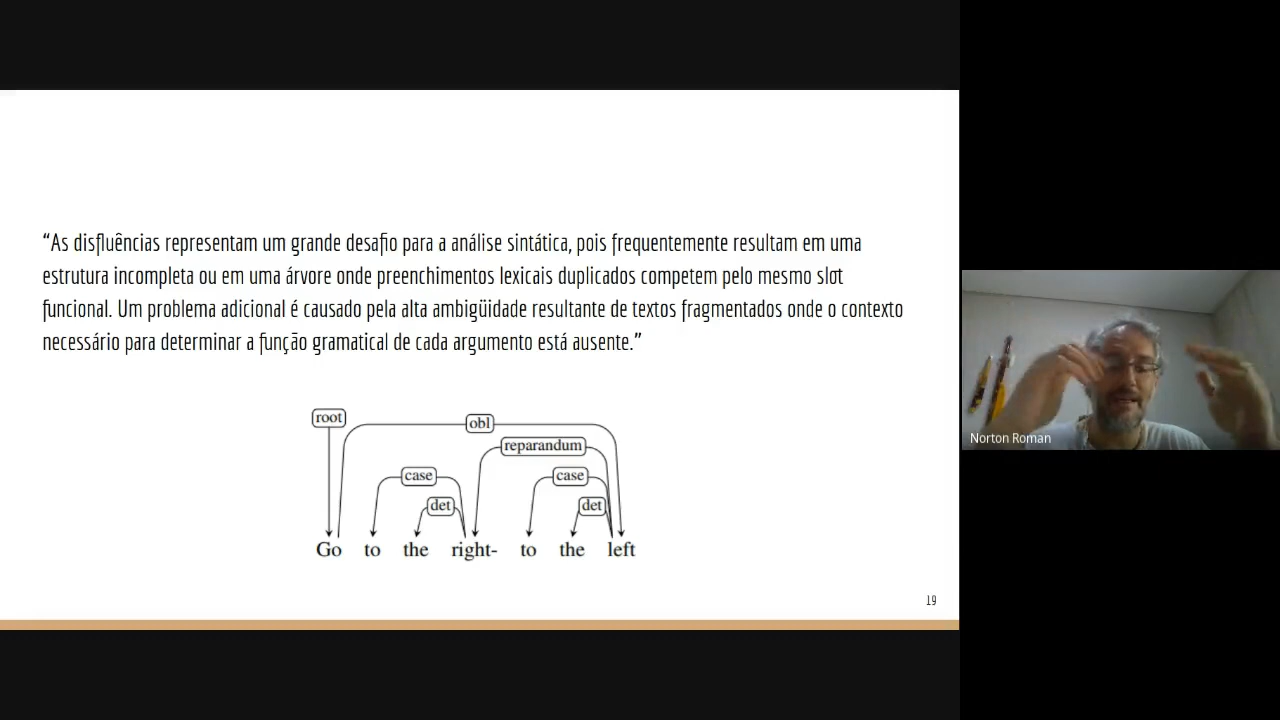 “As disfluências representam um grande desafio para a análise sintática, pois frequentemente resultam em uma
estrutura incompleta ou em uma árvore onde preenchimentos lexicais duplicados competem pelo mesmo slot
funcional. Um problema adicional é causado pela alta ambigüidade resultante de textos fragmentados onde o contexto
necessário para determinar a função gramatical de cada argumento está ausente.”
root
obl
reparandum
case
case
det
det
Go to the right- to the left
19
Norton Roman